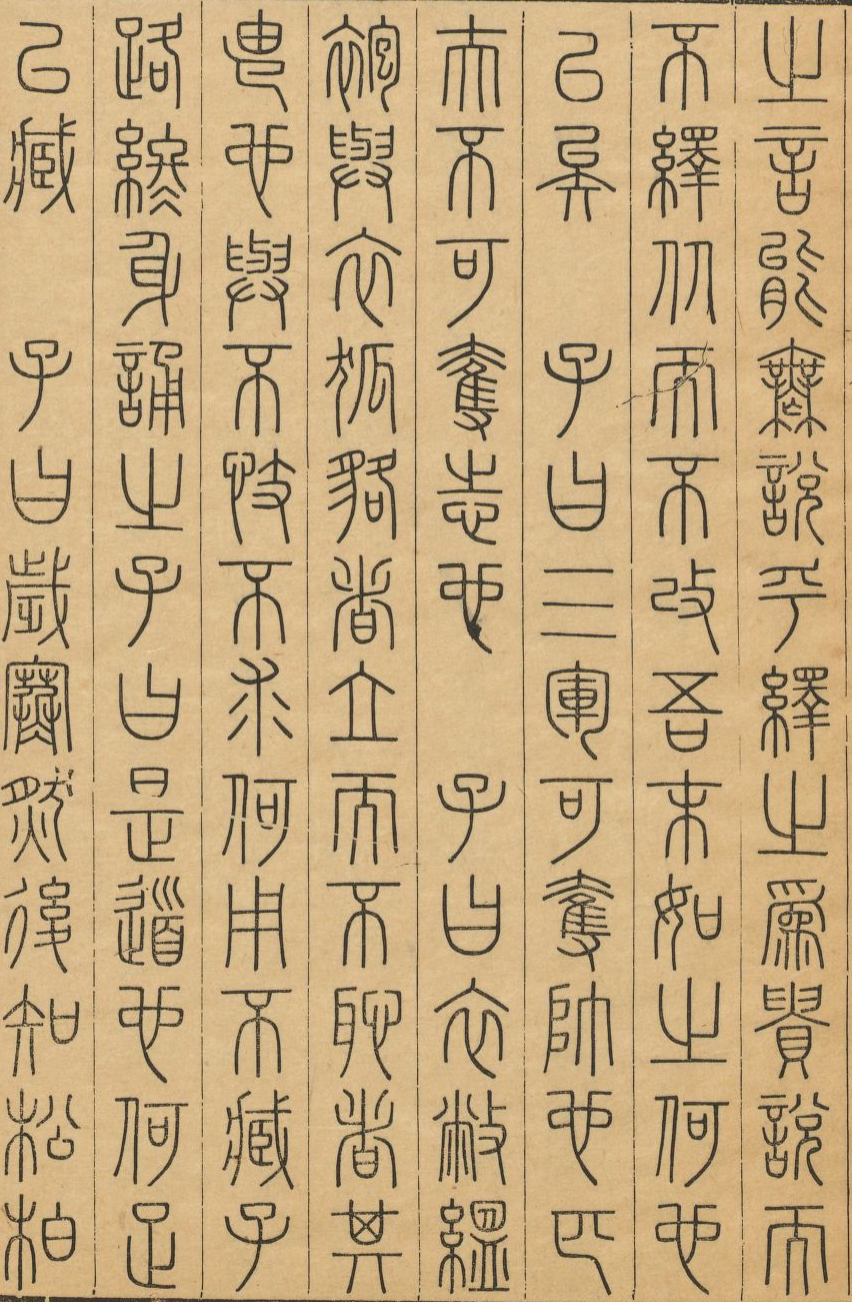 之言能無說乎繹之為貴說而
不繹从而不改吾末如之何也
已矣 子曰三軍可奪帥也匹
夫不可奪志也 子曰衣敝縕
袍與衣狐貉者立而不恥者其
由也與不忮不求何用不臧子
路終身誦之子曰是道也何足
以臧 子曰歲寒然後知松柏